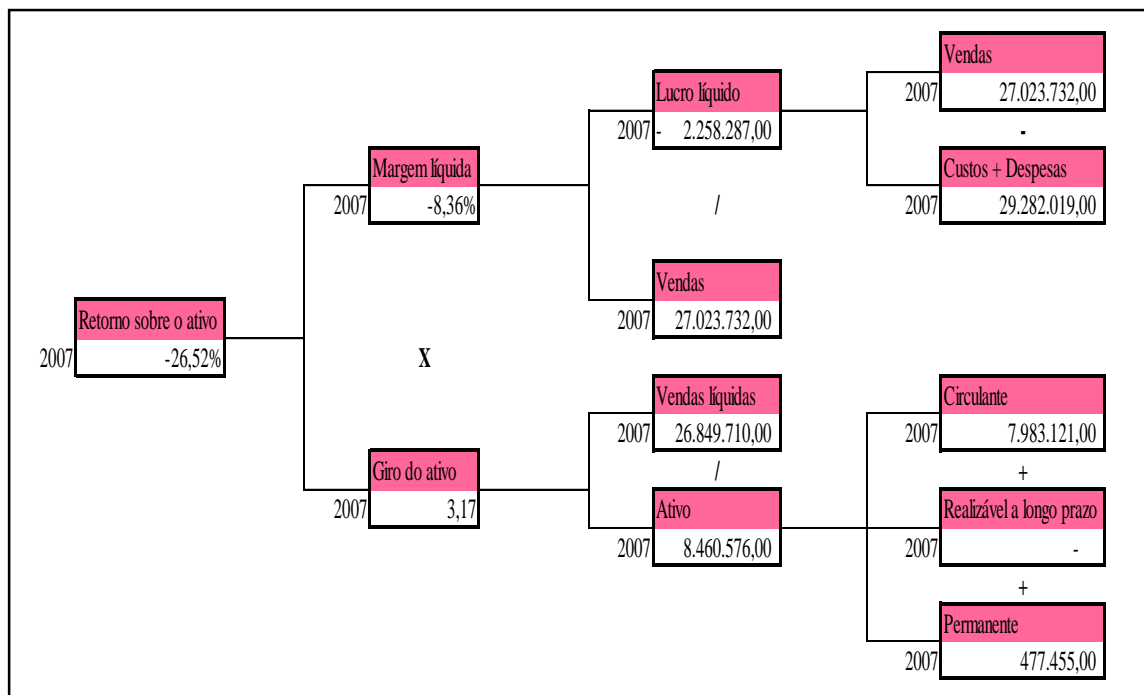 Vendas
2007 27.023.732,00
Lucro líquido
2007 - 2.258.287,00
-
Margem líquida
2007 -8,36%
Custos + Despesas
2007 29.282.019,00
/
Vendas
2007 27.023.732,00
Retorno sobre o ativo
2007 -26,52%
X
Vendas líquidas
2007 26.849.710,00
Circulante
2007 7.983.121,00
/
+
Giro do ativo
2007 3,17
Ativo
2007 8.460.576,00
Realizável a longo prazo
2007 -
+
Permanente
2007 477.455,00